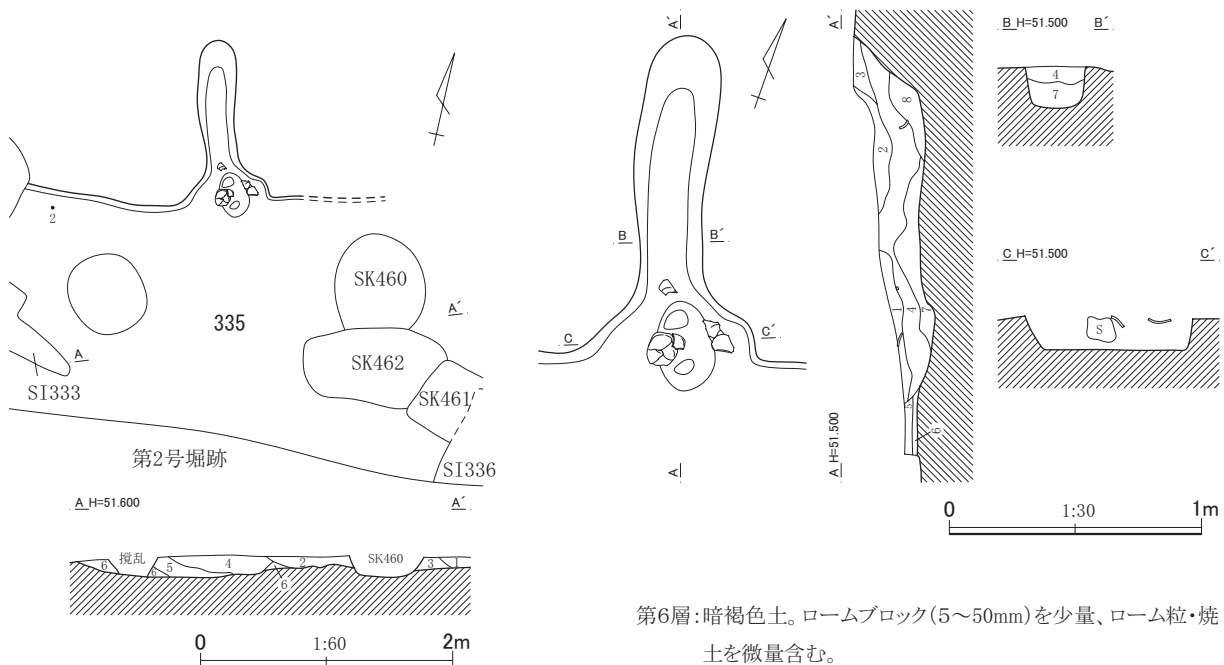 2
335
SK460
SK462
SK461
SI333
SI336
第2号堀跡
A
A´
A H=51.600
A´
6
撹乱
6
5
4
2
6
SK460
3
1
0
1:60
2m
A´
B
B´
C
C´
A
A´
3
2
8
1
4
7
5
6
A H=51.500
B H=51.500
B´
4
7
C H=51.500
C´
S
0
1:30
1m
第6層:暗褐色土。ロームブロック(5～50mm)を少量、ローム粒・焼
土を微量含む。